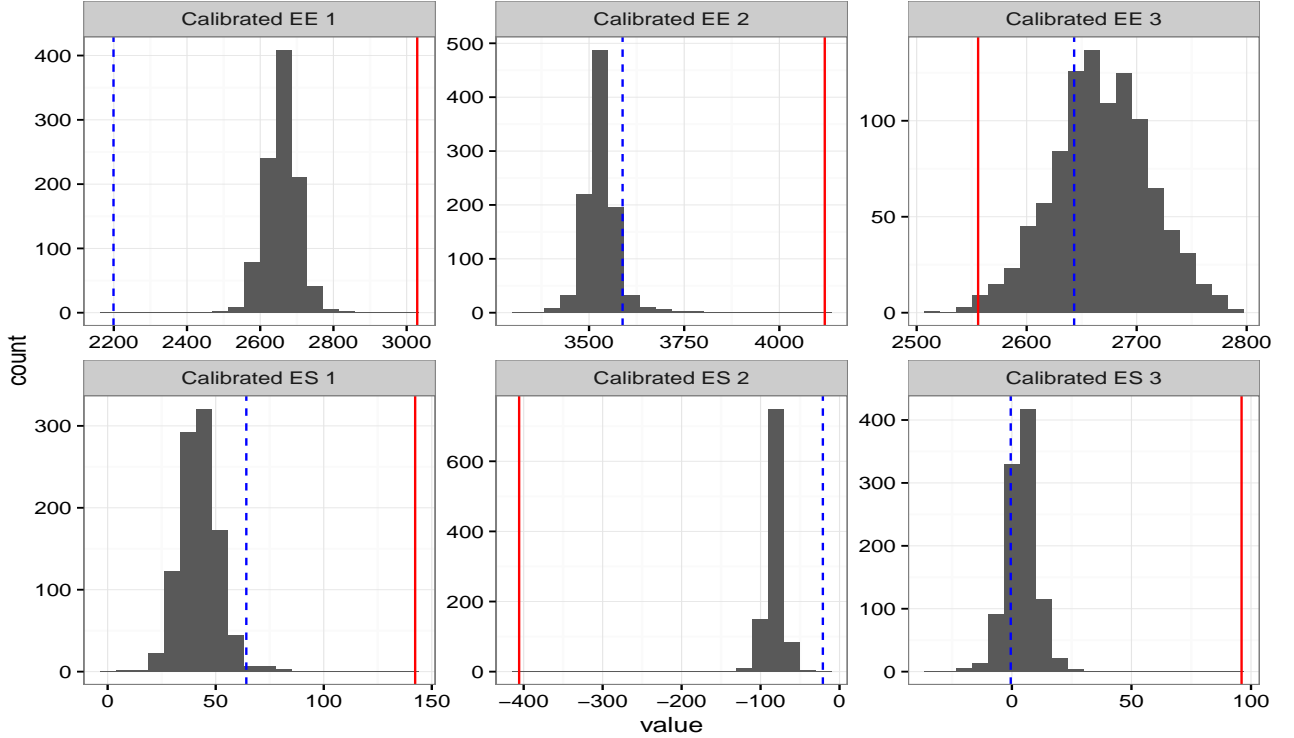 Calibrated EE 1
Calibrated EE 2
Calibrated EE 3
400
300
200
100
0
2200 2400 2600 2800 3000
500
400
300
200
100
0
3500 3750 4000
100
50
0
2500 2600 2700 2800
count
Calibrated ES 1
Calibrated ES 2
Calibrated ES 3
300
200
100
0
0 50 100 150
600
400
200
0
−400 −300 −200 −100 0
400
300
200
100
0
0 50 100
value